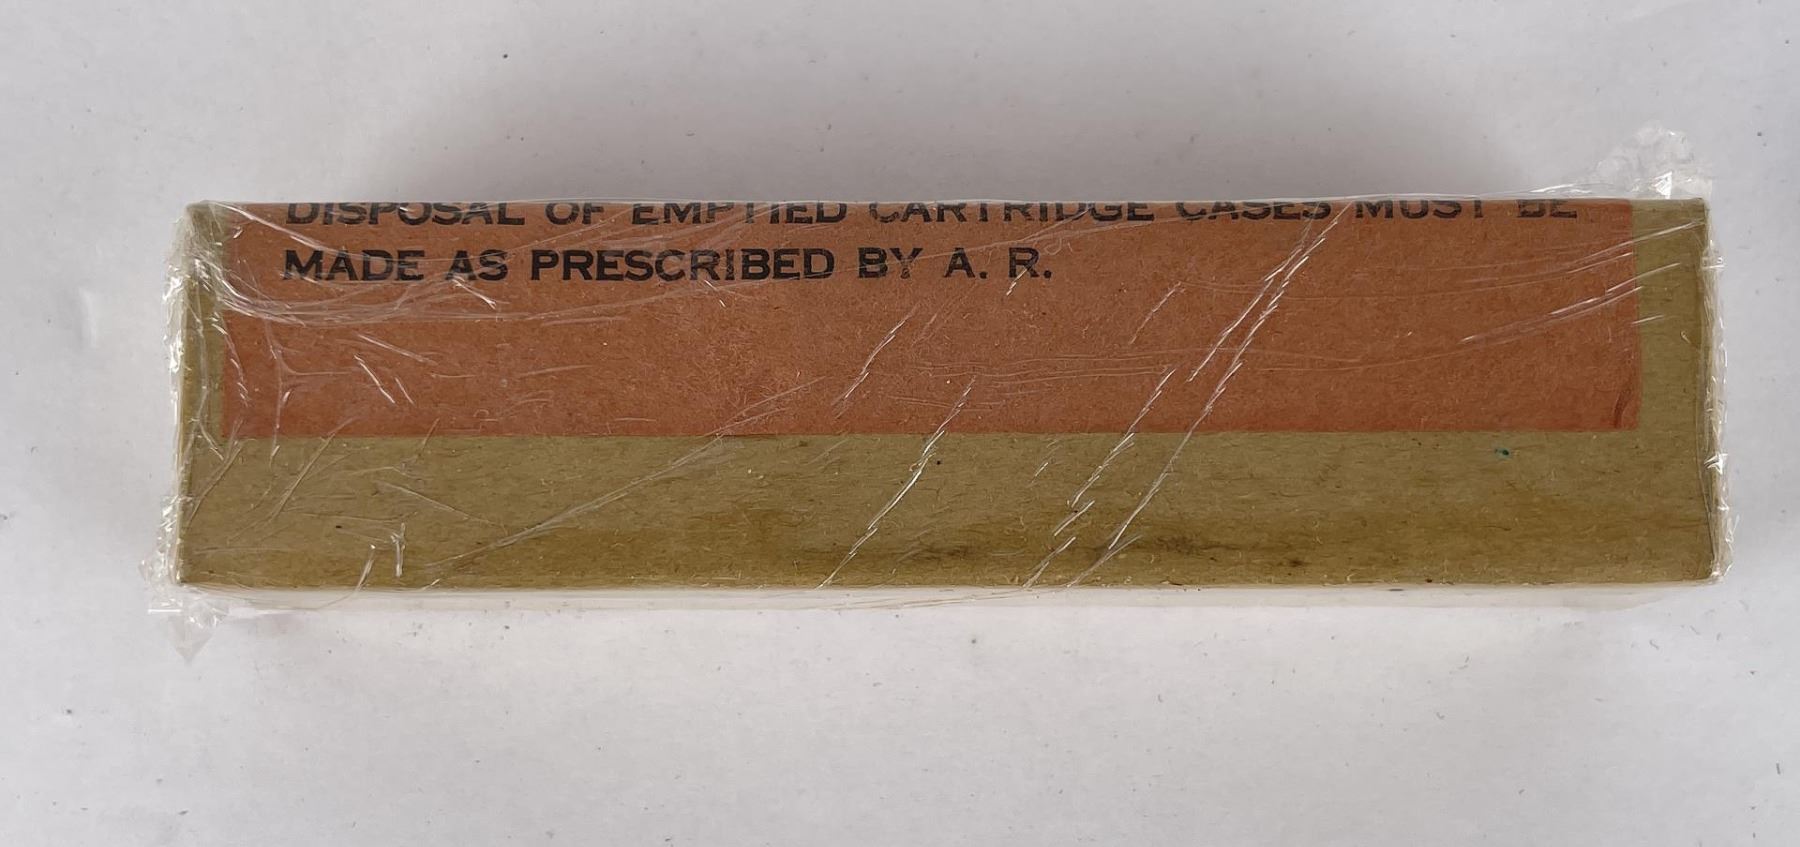 DISPOSAL OF EMPTIED CARTRIDGE CASES MUST BE
MADE AS PRESCRIBED BY A. R.